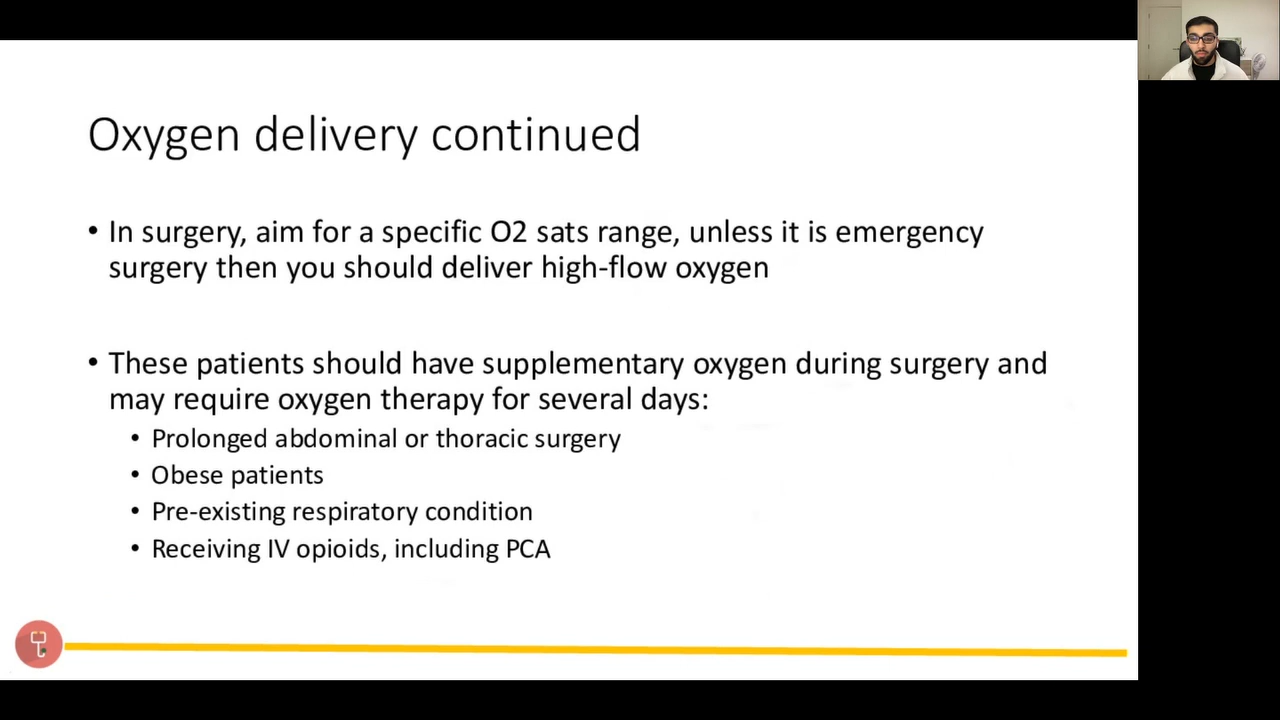 Oxygen delivery continued
• In surgery, aim for a specific O2 sats range, unless it is emergency
surgery then you should deliver high-flow oxygen
• These patients should have supplementary oxygen during surgery and
may require oxygen therapy for several days:
• Prolonged abdominal or thoracic surgery
• Obese patients
• Pre-existing respiratory condition
• Receiving IV opioids, including PCA